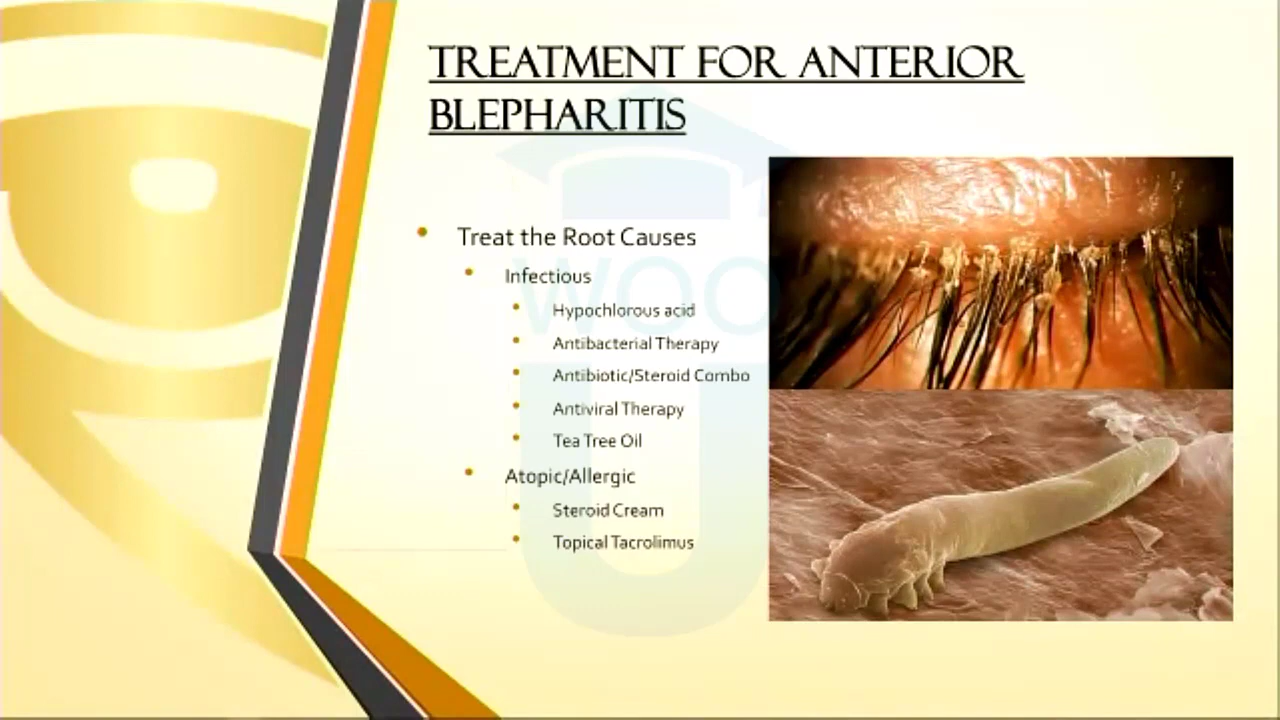 TREATMENT FOR ANTERIOR
BLEPHARITIS
Treat the Root Causes
Infectious
Hypochlorous acid
Antibacterial Therapy
Antibiotic/Steroid Combo
Antiviral Therapy
Tea Tree Oil
Atopic/Allergic
Steroid Cream
Topical Tacrolimus
WOO
U